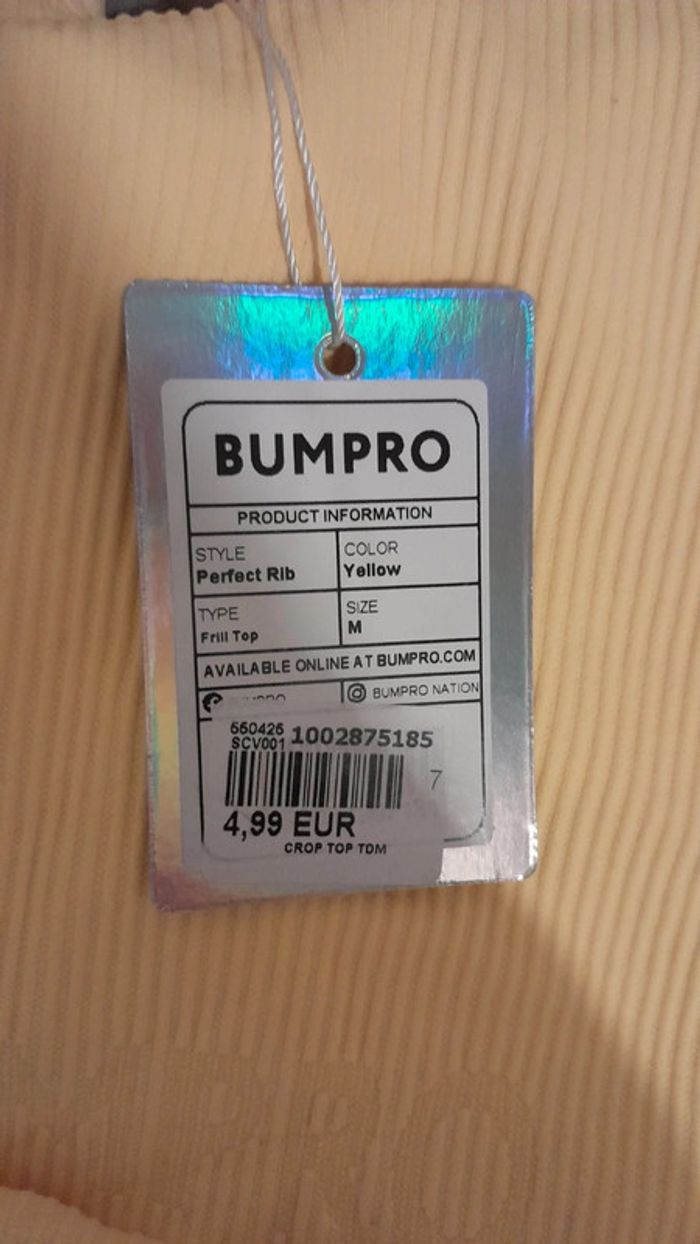 BUMPRO
PRODUCT INFORMATION
STYLE
Perfect Rib
COLOR
Yellow
TYPE
Frill Top
SIZE
M
AVAILABLE ONLINE AT BUMPRO.COM
BUMPRO NATION
1002875185
SCV001
7
4,99 EUR
CROP TOP TDM